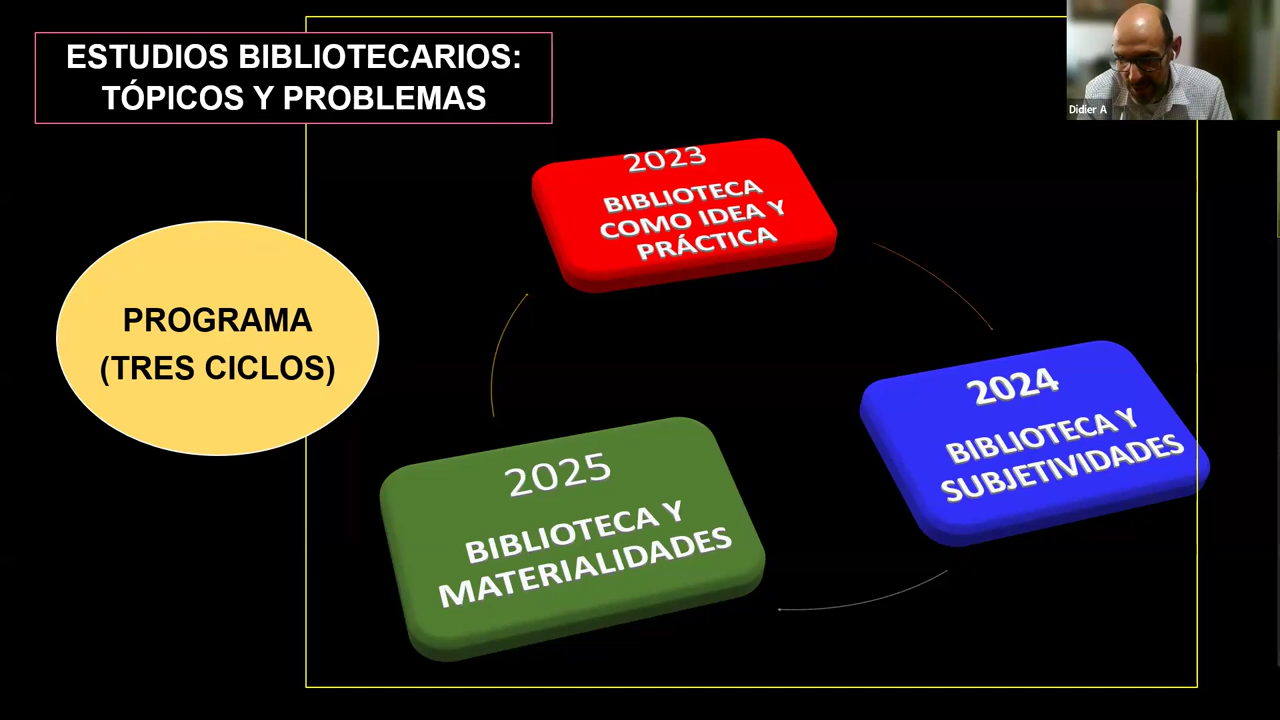 ESTUDIOS BIBLIOTECARIOS:
TÓPICOS Y PROBLEMAS
Didier A
2023
BIBLIOTECA
COMO IDEA Y
PRÁCTICA
PROGRAMA
(TRES CICLOS)
2024
BIBLIOTECA Y
SUBJETIVIDADES
2025
BIBLIOTECA Y
MATERIALIDADES